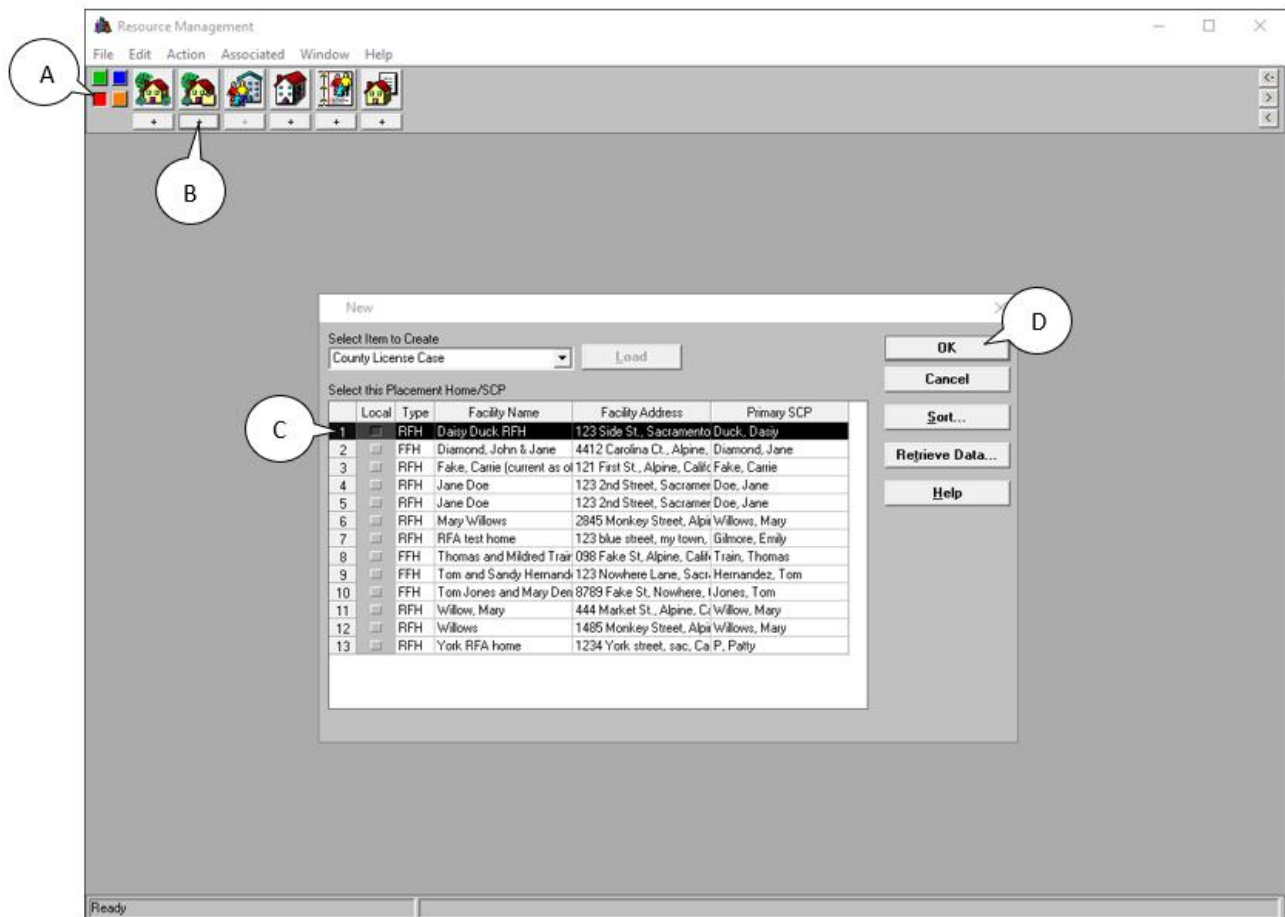 Resource Management
File Edit Action Associated Window Help
A
+ + + + + +
<-
>
<
B
New
D
Select Item to Create
County License Case
Load
OK
Cancel
Select this Placement Home/SCP
Sort...
Local Type Facility Name Facility Address Primary SCP
C
1 RFH Daisy Duck RFH 123 Side St., Sacramento Duck, Dasiy
2 FFH Diamond, John & Jane 4412 Carolina Ct., Alpine, Diamond, Jane
Retrieve Data...
3 RFH Fake, Carrie (current as of 121 First St., Alpine, Califo Fake, Carrie
4 RFH Jane Doe 123 2nd Street, Sacramen Doe, Jane
Help
5 RFH Jane Doe 123 2nd Street, Sacramen Doe, Jane
6 RFH Mary Willows 2845 Monkey Street, Alpi Willows, Mary
7 RFH RFA test home 123 blue street, my town, Gilmore, Emily
8 FFH Thomas and Mildred Train 098 Fake St, Alpine, Calif Train, Thomas
9 FFH Tom and Sandy Hernand 123 Nowhere Lane, Sacr Hernandez, Tom
10 FFH Tom Jones and Mary Den 8789 Fake St, Nowhere, Jones, Tom
11 RFH Willow, Mary 444 Market St., Alpine, Ca Willow, Mary
12 RFH Willows 1485 Monkey Street, Alpi Willows, Mary
13 RFH York RFA home 1234 York street, sac, Ca P, Patty
Ready